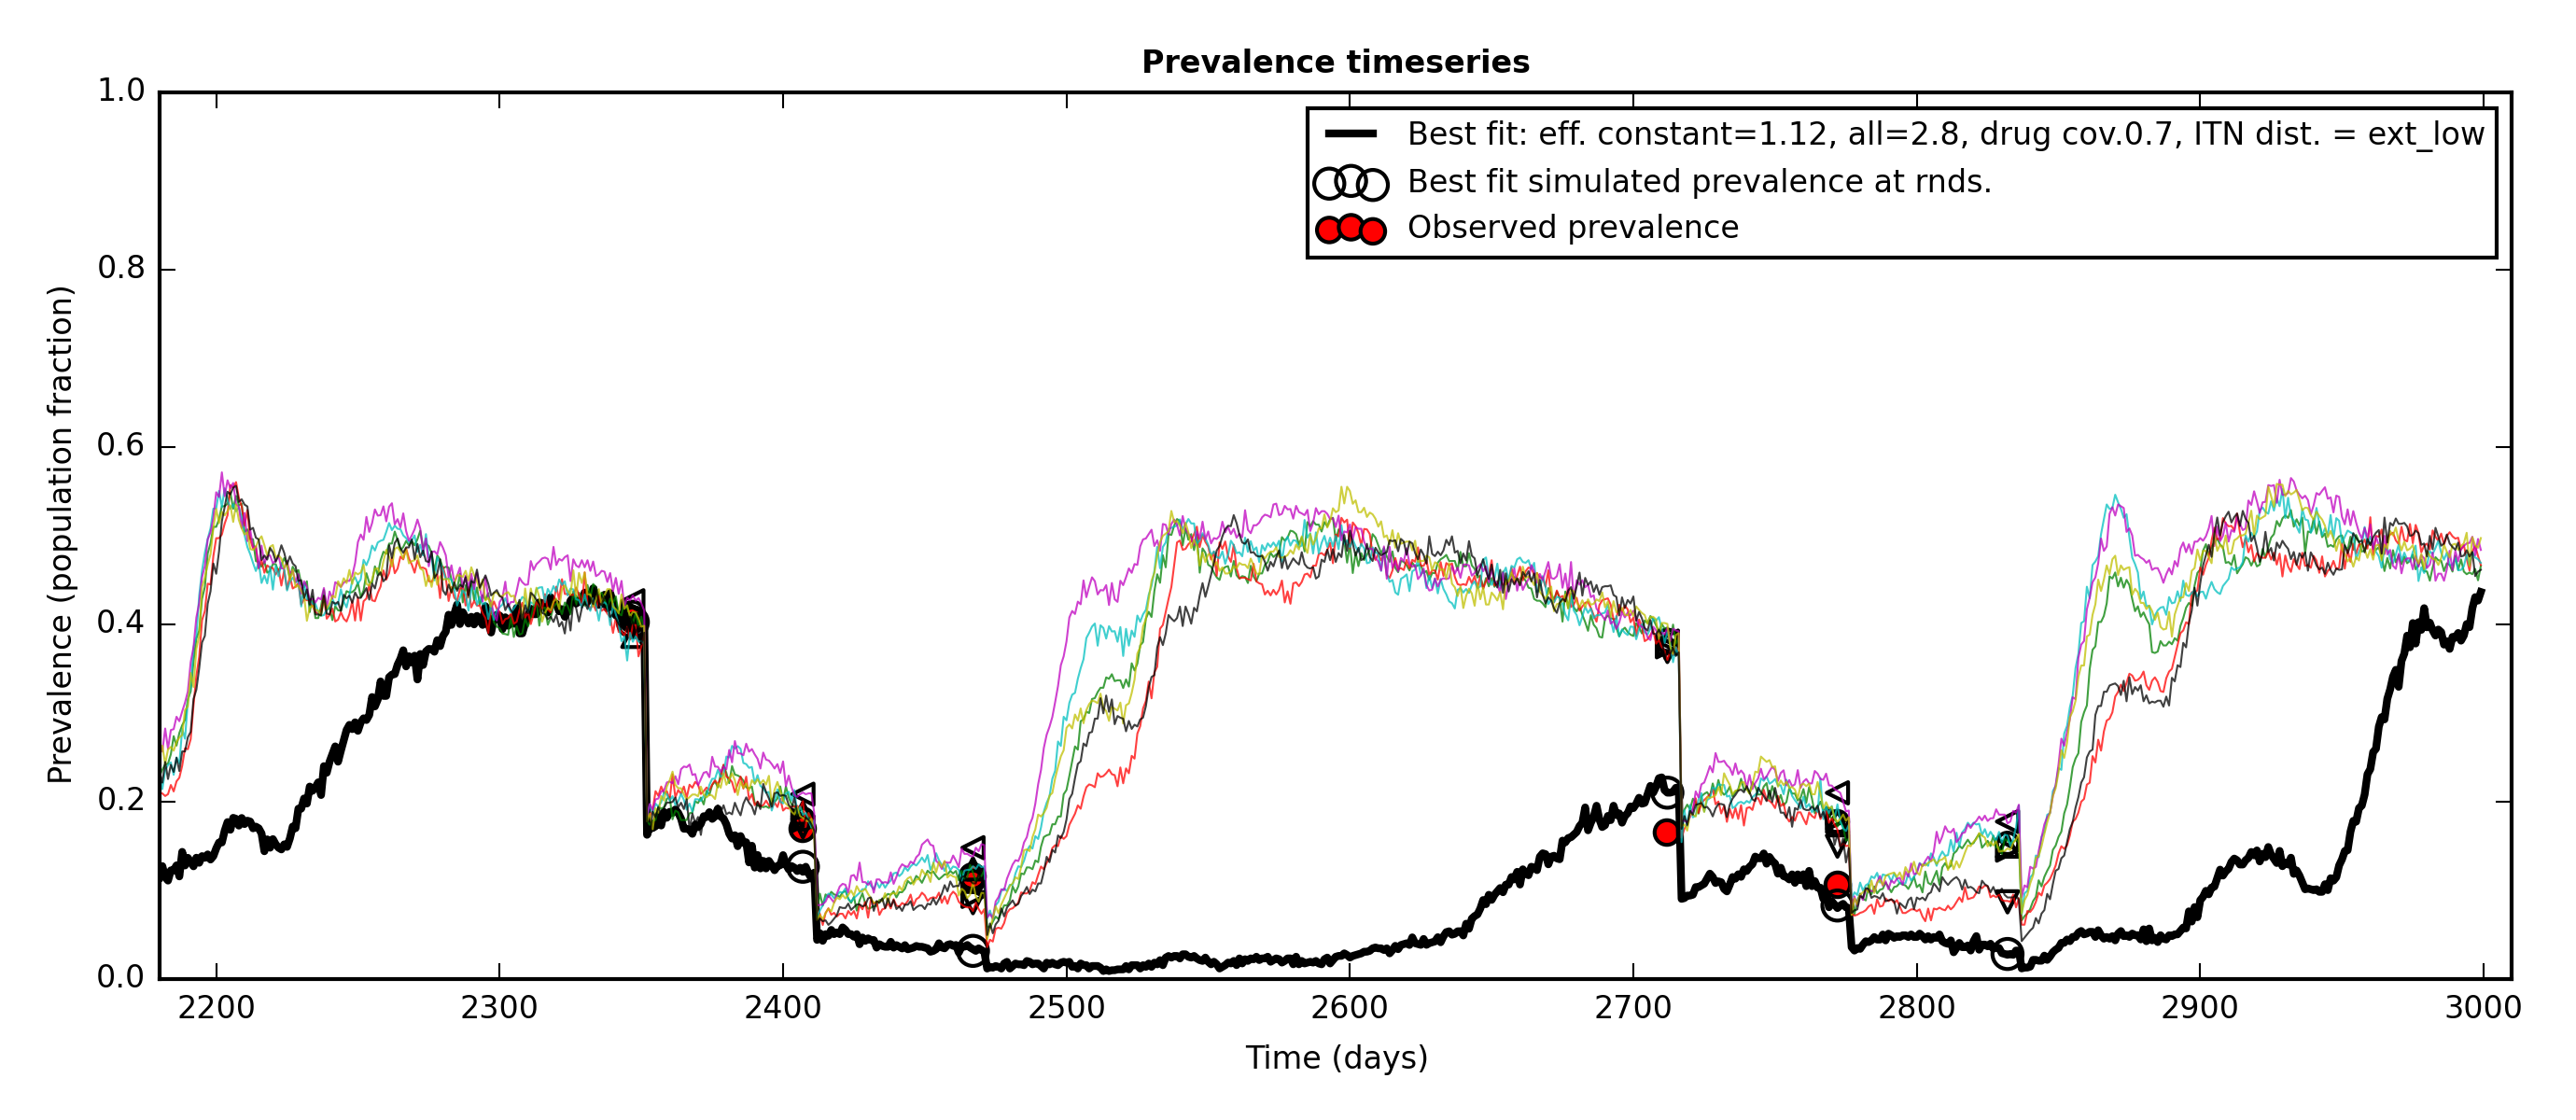 Prevalence timeseries
1.0
0.8
0.6
0.4
0.2
0.0
Prevalence (population fraction)
Best fit: eff. constant=1.12, all=2.8, drug cov.0.7, ITN dist. = ext_low
Best fit simulated prevalence at rnds.
Observed prevalence
2200 2300 2400 2500 2600 2700 2800 2900 3000
Time (days)